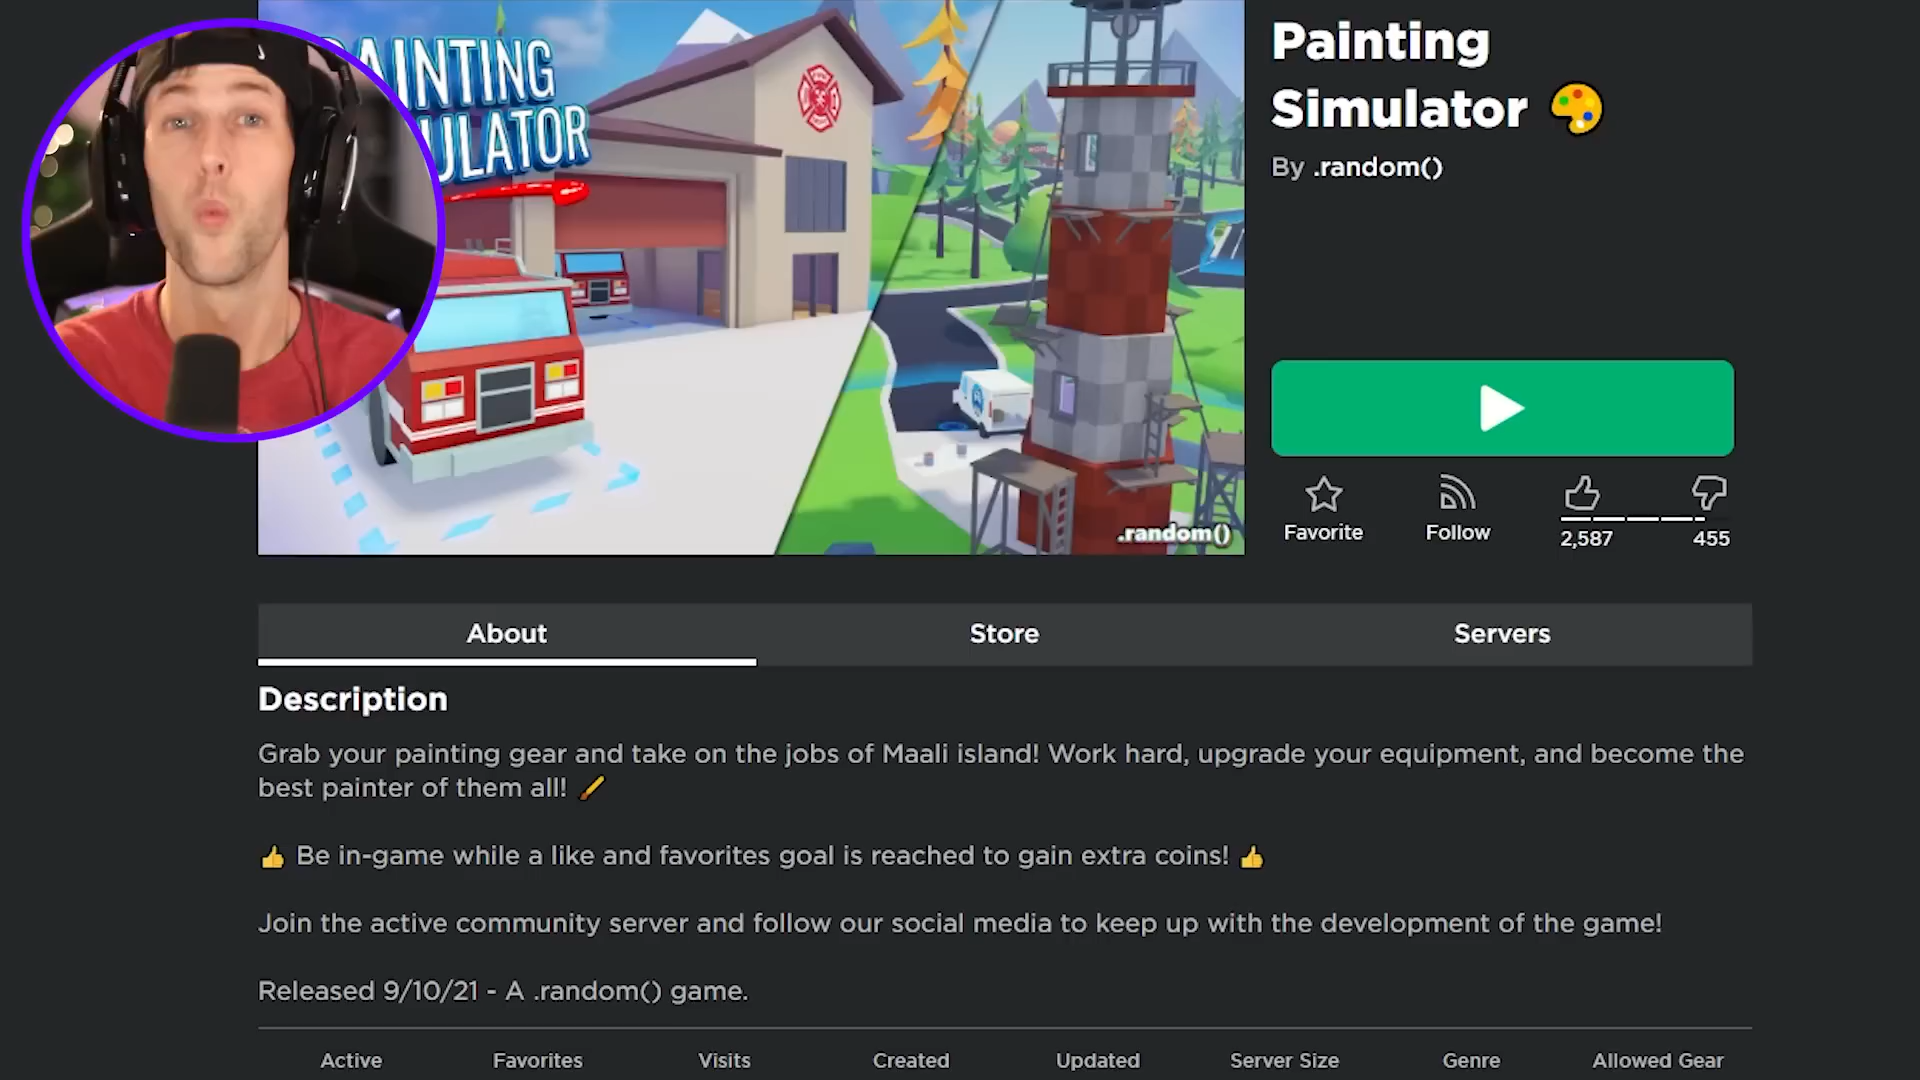 PAINTING
SIMULATOR
.random()
Painting
Simulator
By .random()
Favorite
Follow
2,587
455
About
Store
Servers
Description
Grab your painting gear and take on the jobs of Maali island! Work hard, upgrade your equipment, and become the
best painter of them all!
Be in-game while a like and favorites goal is reached to gain extra coins!
Join the active community server and follow our social media to keep up with the development of the game!
Released 9/10/21 - A .random() game.
Active
Favorites
Visits
Created
Updated
Server Size
Genre
Allowed Gear